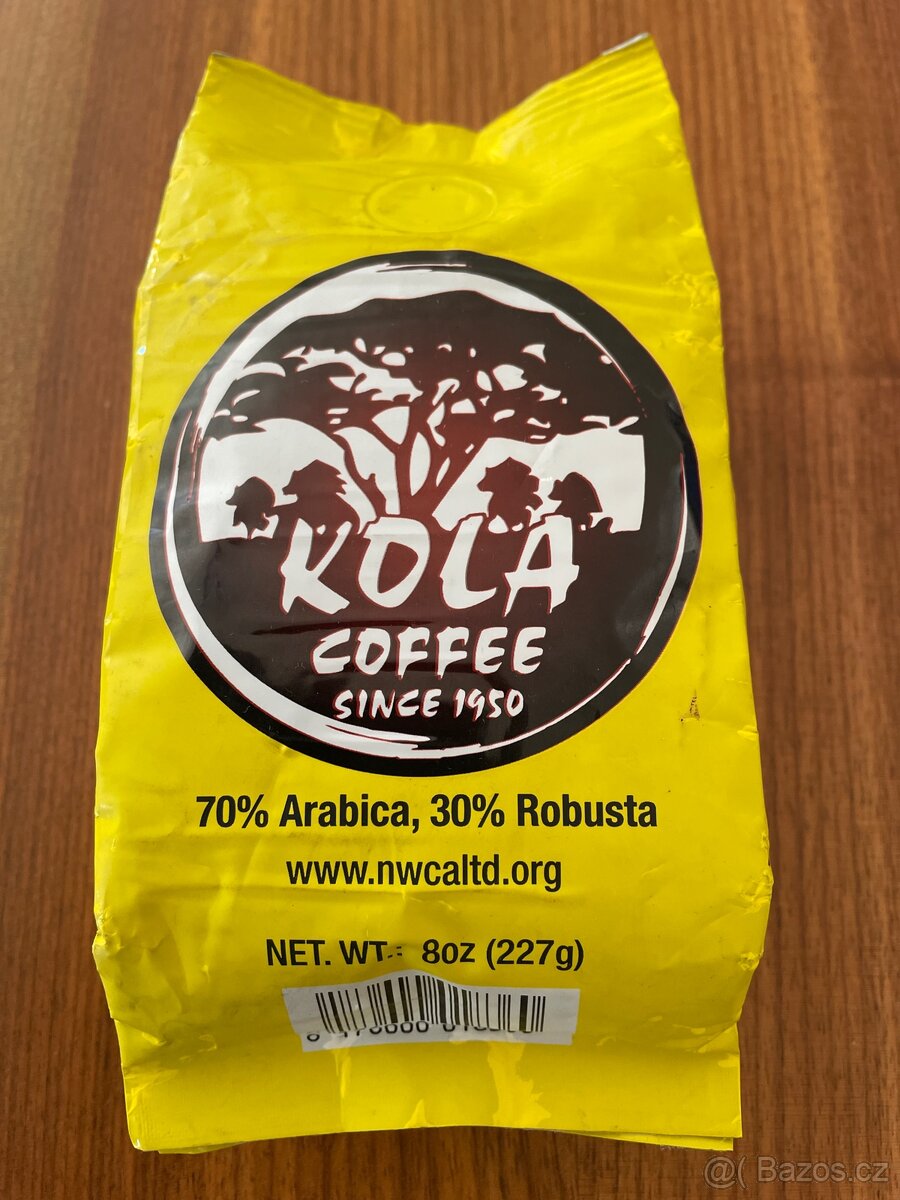 KOLA
COFFEE
SINCE 1950
70% Arabica, 30% Robusta
www.nwcaltd.org
NET. WT.: 8oz (227g)
@( Bazos.cz